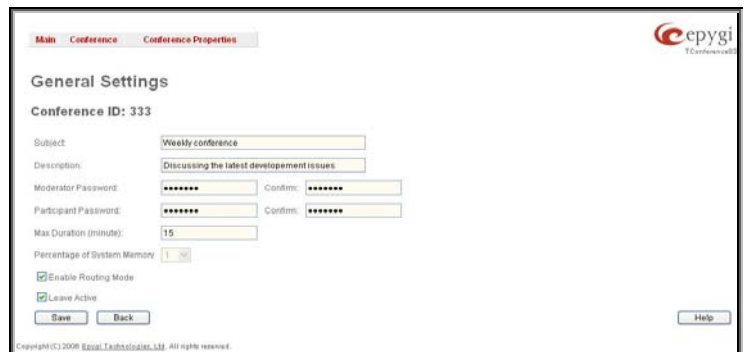 Main Conference Conference Properties
epygi
General Settings
Conference ID: 333
Subject: Weekly conference
Description: Discussing the latest developement issues
Moderator Password: ●●●●●●● Confirm: ●●●●●●●
Participant Password: ●●●●●●● Confirm: ●●●●●●●
Max Duration (minute): 15
Percentage of System Memory 1
Enable Routing Mode
Leave Active
Save Back Help
Copyright (C) 2006 Epygi Technologies, Ltd. All rights reserved.